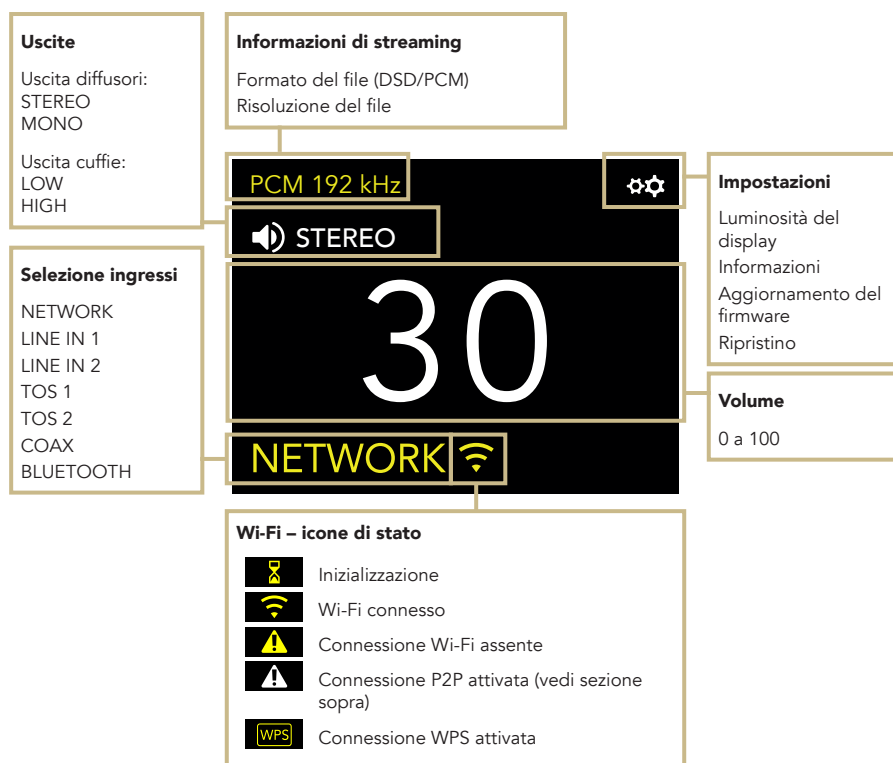 Uscite
Uscita diffusori:
STEREO
MONO
Uscita cuffie:
LOW
HIGH
Informazioni di streaming
Formato del file (DSD/PCM)
Risoluzione del file
PCM 192 kHz
STEREO
30
NETWORK
Selezione ingressi
NETWORK
LINE IN 1
LINE IN 2
TOS 1
TOS 2
COAX
BLUETOOTH
Impostazioni
Luminosità del
display
Informazioni
Aggiornamento del
firmware
Ripristino
Volume
0 a 100
Wi-Fi – icone di stato
Inizializzazione
Wi-Fi connesso
Connessione Wi-Fi assente
Connessione P2P attivata (vedi sezione
sopra)
WPS Connessione WPS attivata